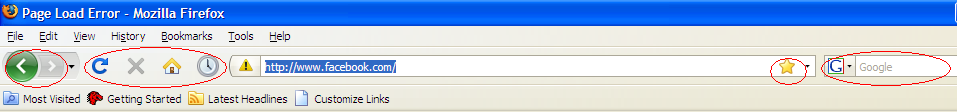 Page Load Error - Mozilla Firefox
File Edit View History Bookmarks Tools Help
http://www.facebook.com/ G Google
Most Visited Getting Started Latest Headlines Customize Links